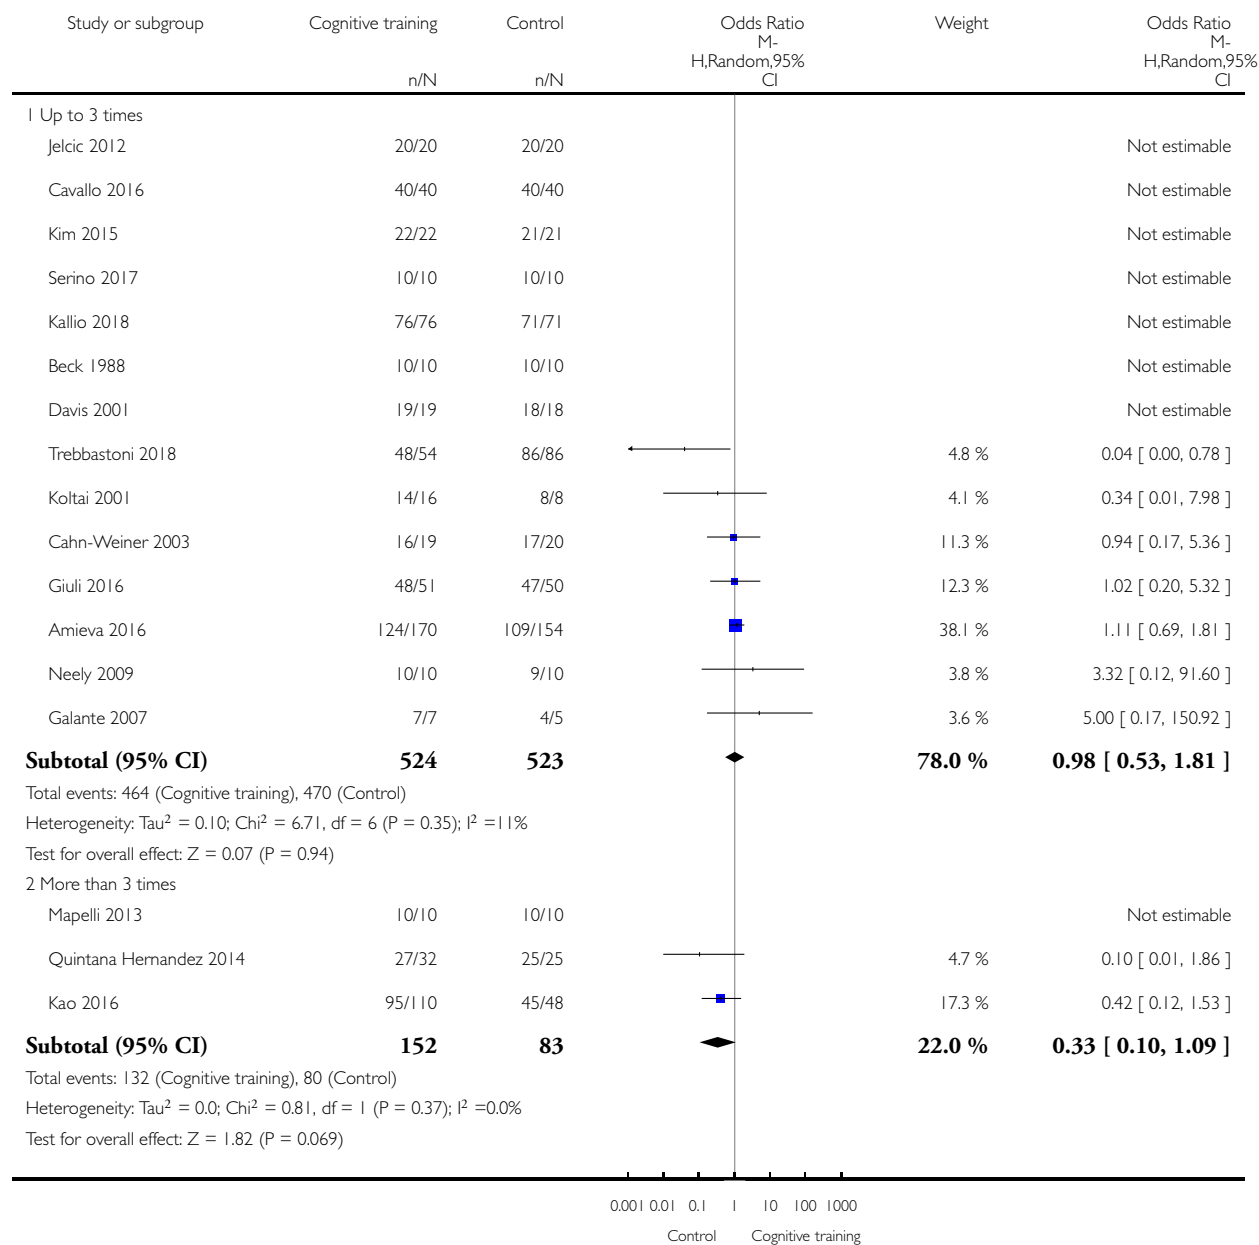 Study or subgroup Cognitive training Control Odds Ratio Weight Odds Ratio
M- M-
H,Random,95% H,Random,95%
n/N n/N CI CI
1 Up to 3 times
Jelcic 2012 20/20 20/20 Not estimable
Cavallo 2016 40/40 40/40 Not estimable
Kim 2015 22/22 21/21 Not estimable
Serino 2017 10/10 10/10 Not estimable
Kallio 2018 76/76 71/71 Not estimable
Beck 1988 10/10 10/10 Not estimable
Davis 2001 19/19 18/18 Not estimable
Trebbastoni 2018 48/54 86/86 4.8 % 0.04 [ 0.00, 0.78 ]
Koltai 2001 14/16 8/8 4.1 % 0.34 [ 0.01, 7.98 ]
Cahn-Weiner 2003 16/19 17/20 11.3 % 0.94 [ 0.17, 5.36 ]
Giuli 2016 48/51 47/50 12.3 % 1.02 [ 0.20, 5.32 ]
Amieva 2016 124/170 109/154 38.1 % 1.11 [ 0.69, 1.81 ]
Neely 2009 10/10 9/10 3.8 % 3.32 [ 0.12, 91.60 ]
Galante 2007 7/7 4/5 3.6 % 5.00 [ 0.17, 150.92 ]
Subtotal (95% CI) 524 523 78.0 % 0.98 [ 0.53, 1.81 ]
Total events: 464 (Cognitive training), 470 (Control)
Heterogeneity: Tau² = 0.10; Chi² = 6.71, df = 6 (P = 0.35); I² =11%
Test for overall effect: Z = 0.07 (P = 0.94)
2 More than 3 times
Mapelli 2013 10/10 10/10 Not estimable
Quintana Hernandez 2014 27/32 25/25 4.7 % 0.10 [ 0.01, 1.86 ]
Kao 2016 95/110 45/48 17.3 % 0.42 [ 0.12, 1.53 ]
Subtotal (95% CI) 152 83 22.0 % 0.33 [ 0.10, 1.09 ]
Total events: 132 (Cognitive training), 80 (Control)
Heterogeneity: Tau² = 0.0; Chi² = 0.81, df = 1 (P = 0.37); I² =0.0%
Test for overall effect: Z = 1.82 (P = 0.069)
0.001 0.01 0.1 1 10 100 1000
Control Cognitive training